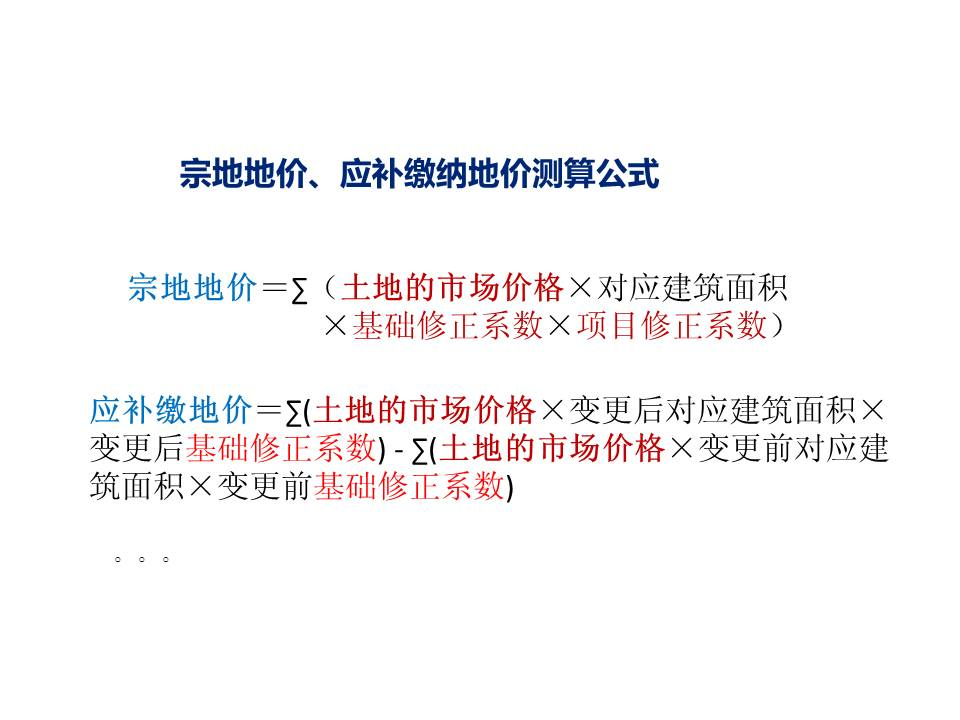 宗地地价、应补缴纳地价测算公式
宗地地价＝∑（土地的市场价格×对应建筑面积
×基础修正系数×项目修正系数）
应补缴地价＝∑(土地的市场价格×变更后对应建筑面积×
变更后基础修正系数) - ∑(土地的市场价格×变更前对应建
筑面积×变更前基础修正系数)
。。。